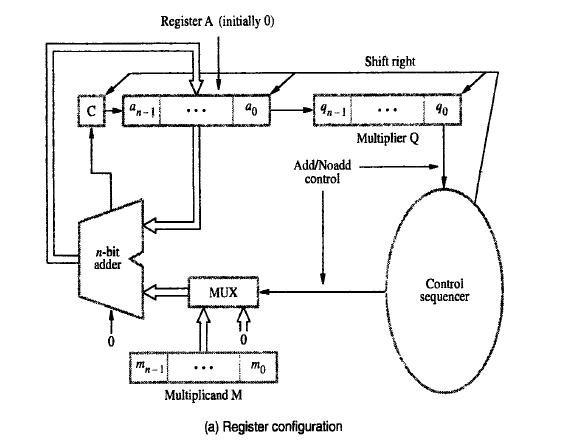 Register A (initially 0)
Shift right
C
a_{n-1} ... a_0
q_{n-1} ... q_0
Multiplier Q
Add/Noadd
control
n-bit
adder
MUX
Control
sequencer
0
0
m_{n-1} ... m_0
Multiplicand M
(a) Register configuration